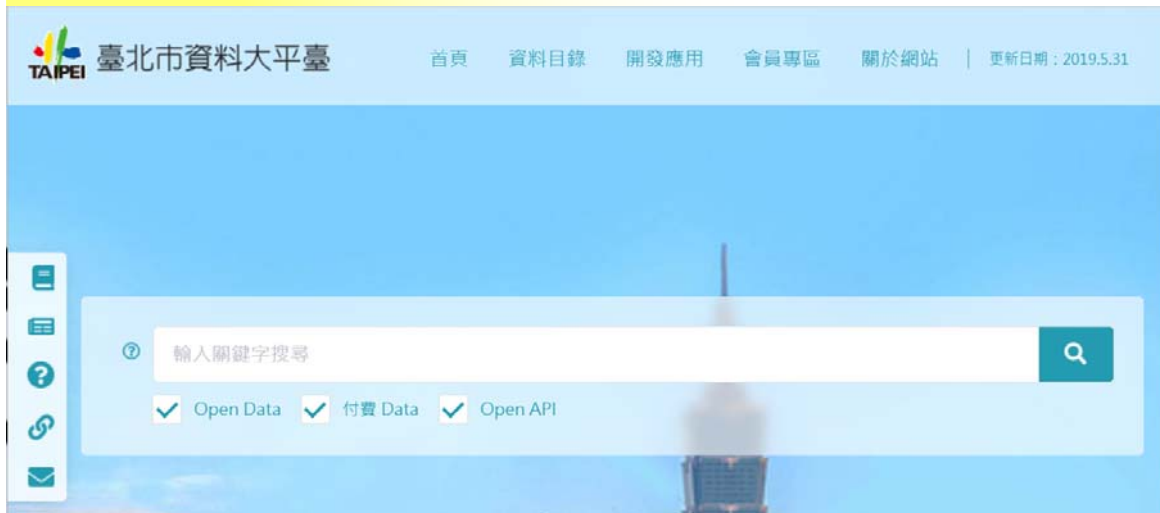 TAIPEI 臺北市資料大平臺 首頁 資料目錄 開發應用 會員專區 關於網站 | 更新日期：2019.5.31
輸入關鍵字搜尋
Open Data 付費 Data Open API